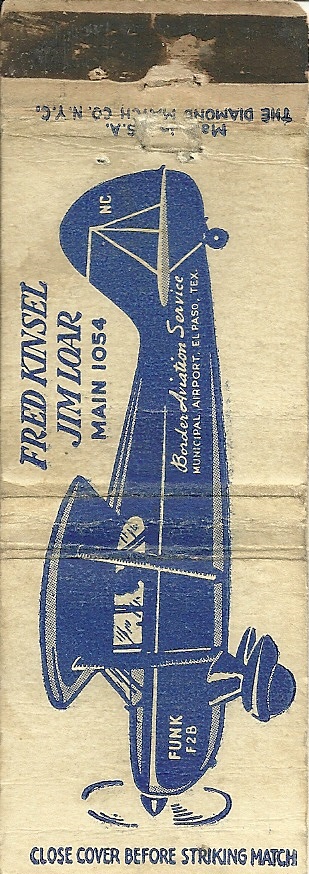 THE DIAMOND MATCH CO. N.Y.C.
FRED KINSEL
JIM LOAR
MAIN 1054
NC
Border Aviation Service
MUNICIPAL AIRPORT, EL PASO, TEX.
FUNK
F2B
CLOSE COVER BEFORE STRIKING MATCH